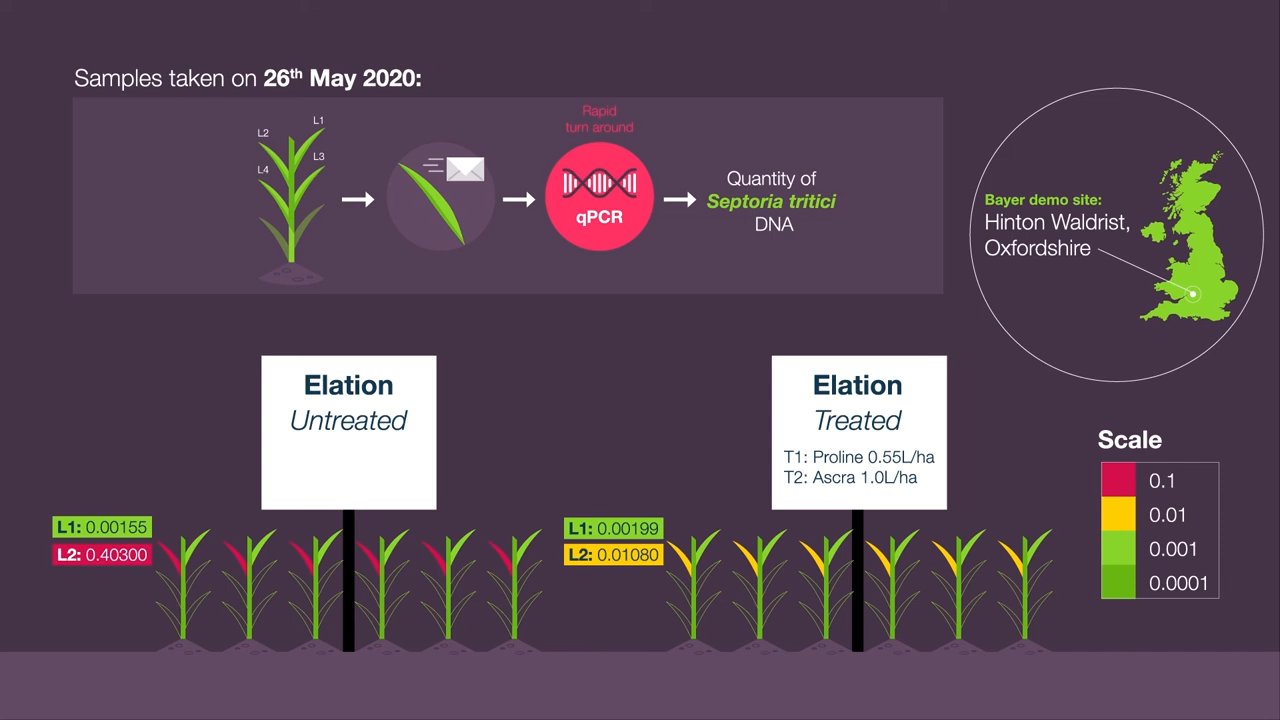 Samples taken on 26th May 2020:
L1
L2
L3
L4
Rapid
turn around
qPCR
Quantity of
Septoria tritici
DNA
Bayer demo site:
Hinton Waldrist,
Oxfordshire
Elation
Untreated
Elation
Treated
T1: Proline 0.55L/ha
T2: Ascra 1.0L/ha
L1: 0.00155
L2: 0.40300
L1: 0.00199
L2: 0.01080
Scale
0.1
0.01
0.001
0.0001